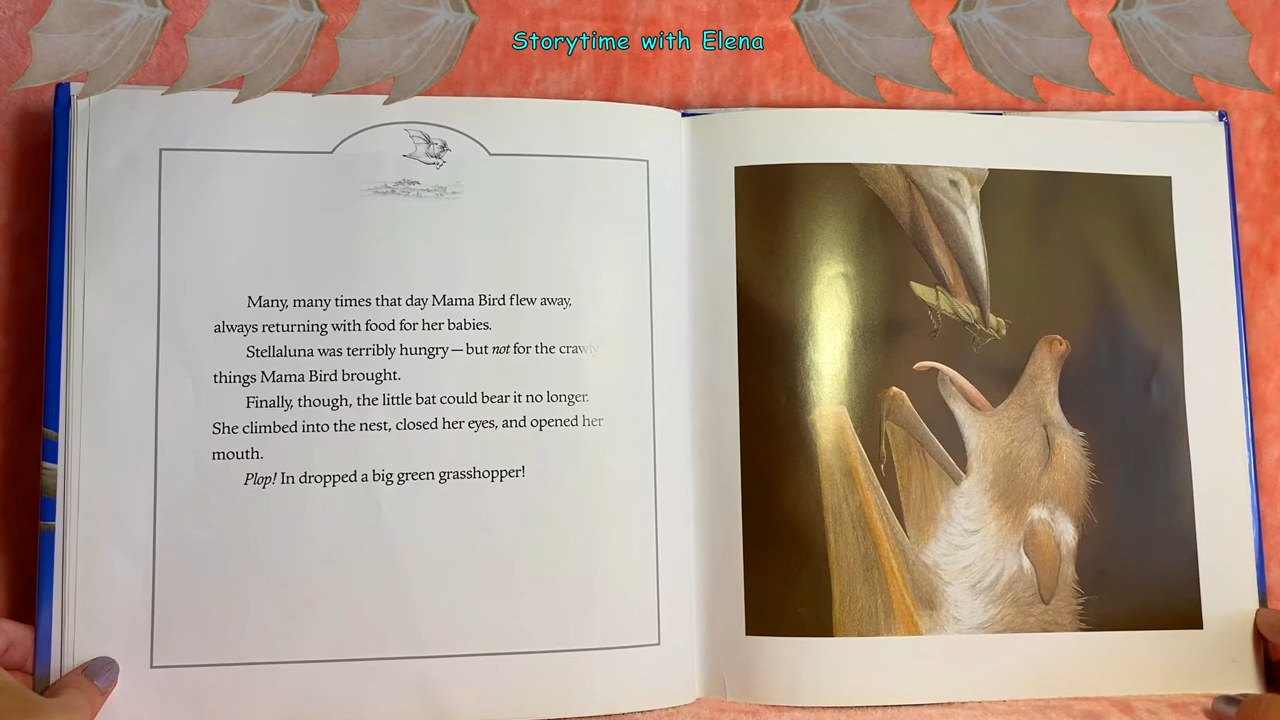 Storytime with Elena
Many, many times that day Mama Bird flew away,
always returning with food for her babies.
Stellaluna was terribly hungry — but not for the crawly
things Mama Bird brought.
Finally, though, the little bat could bear it no longer.
She climbed into the nest, closed her eyes, and opened her
mouth.
Plop! In dropped a big green grasshopper!